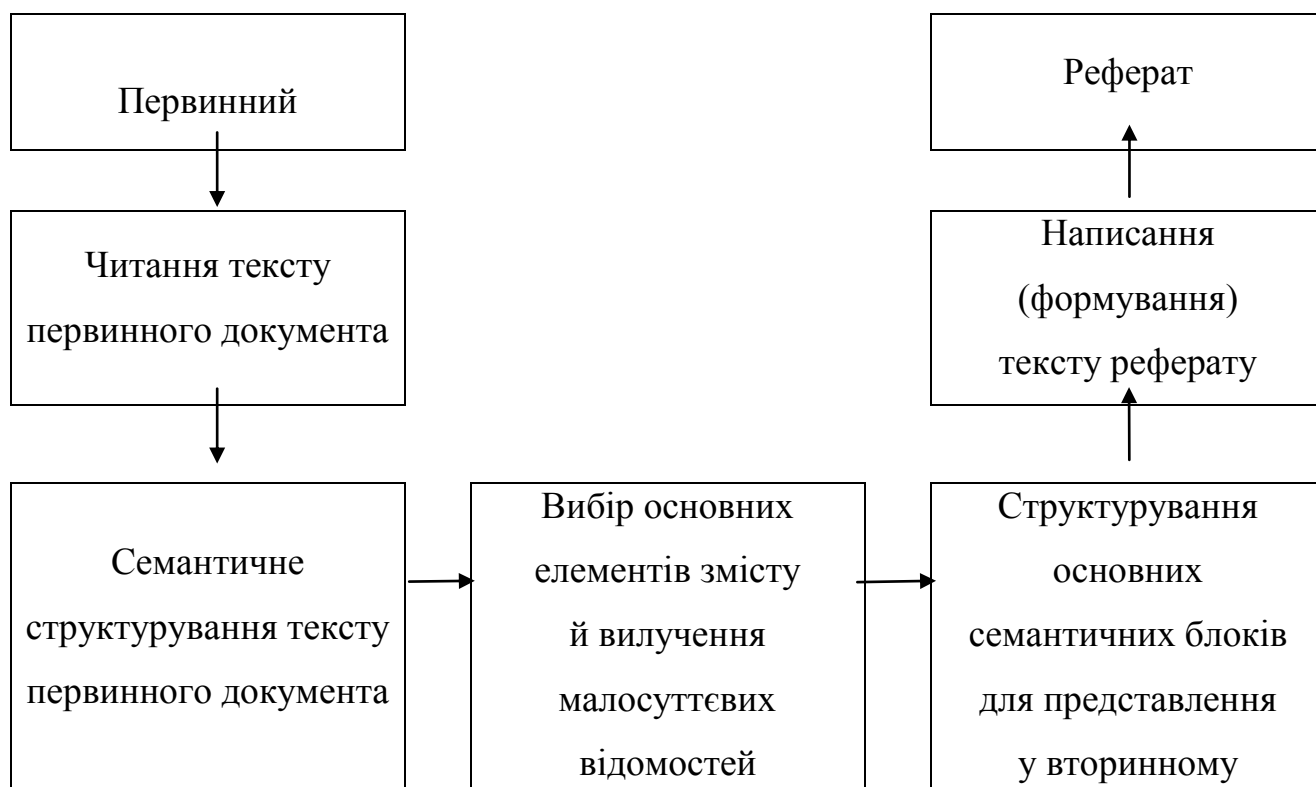 Первинний
Читання тексту
первинного документа
Семантичне
структурування тексту
первинного документа
Вибір основних
елементів змісту
й вилучення
малосуттєвих
відомостей
Структурування
основних
семантичних блоків
для представлення
у вторинному
Написання
(формування)
тексту реферату
Реферат